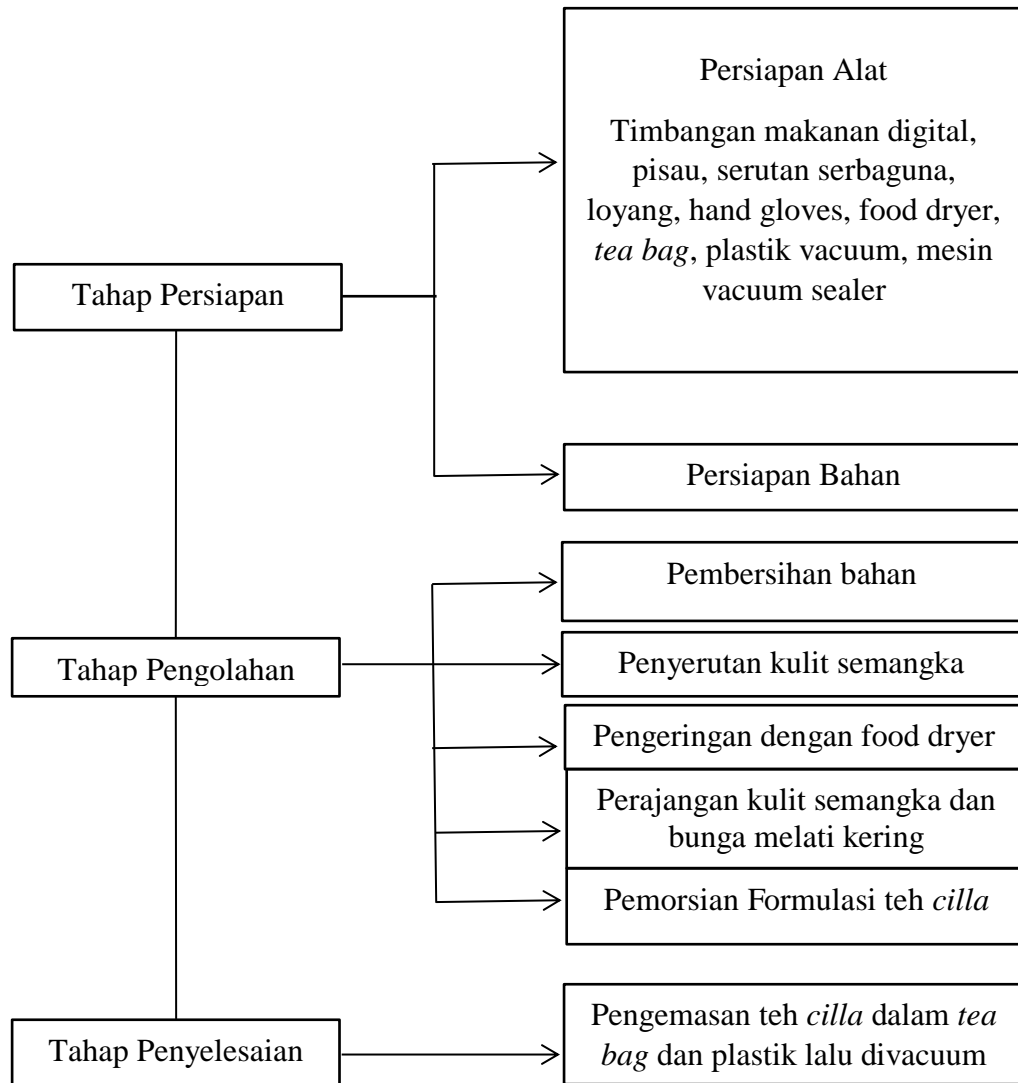 Persiapan Alat
Timbangan makanan digital,
pisau, serutan serbaguna,
loyang, hand gloves, food dryer,
tea bag, plastik vacuum, mesin
vacuum sealer
Tahap Persiapan
Persiapan Bahan
Pembersihan bahan
Tahap Pengolahan
Penyerutan kulit semangka
Pengeringan dengan food dryer
Perajangan kulit semangka dan
bunga melati kering
Pemorsian Formulasi teh cilla
Tahap Penyelesaian
Pengemasan teh cilla dalam tea
bag dan plastik lalu divacuum